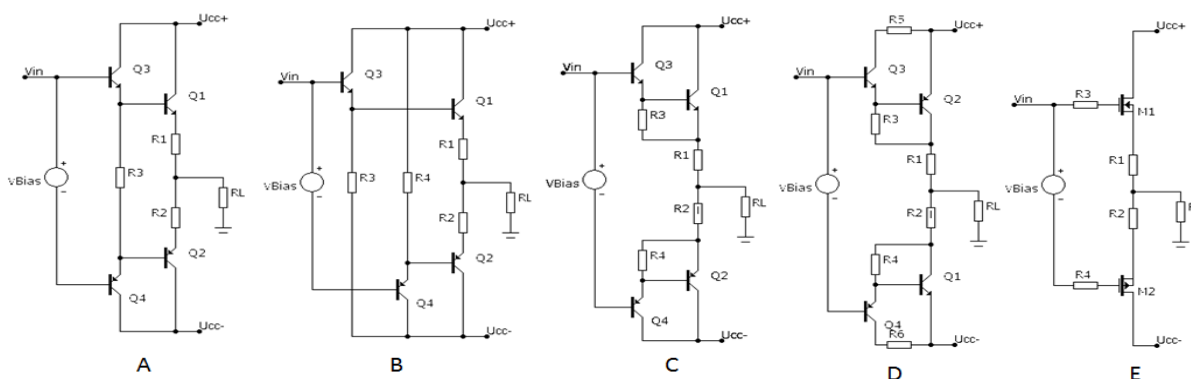 Ucc+
Vin
Q3
Q1
R1
VBias
+
-
R3
RL
R2
Q2
Q4
Ucc-
A
Ucc+
Vin
Q3
Q1
R1
VBias
+
-
R3
R4
RL
R2
Q2
Q4
Ucc-
B
Ucc+
Vin
Q3
Q1
R3
R1
VBias
+
-
R2
RL
R4
Q2
Q4
Ucc-
C
R5
Ucc+
Vin
Q3
Q2
R3
R1
VBias
+
-
R2
RL
R4
Q1
Q4
R6
Ucc-
D
Ucc+
Vin
R3
M1
R1
VBias
+
-
R2
R4
M2
Ucc-
E